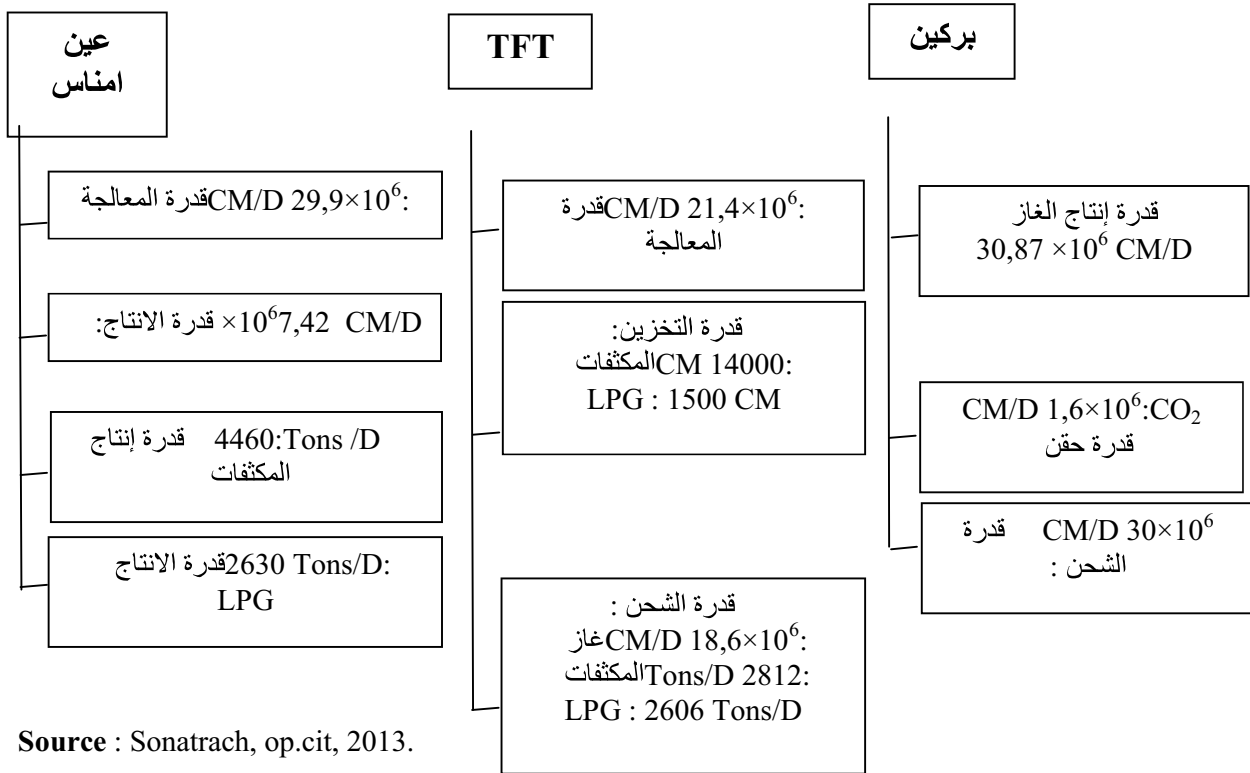 عين
امناس
قدرة المعالجة CM/D 29,9×10⁶:
×10⁶7,42 CM/D قدرة الانتاج:
4460:Tons /D قدرة إنتاج
المكثفات
2630 Tons/D:قدرة الانتاج
LPG
TFT
CM/D 21,4×10⁶:قدرة
المعالجة
قدرة التخزين:
CM 14000:المكثفات
LPG : 1500 CM
قدرة الشحن :
CM/D 18,6×10⁶:غاز
Tons/D 2812:المكثفات
LPG : 2606 Tons/D
بركين
قدرة إنتاج الغاز
30,87 ×10⁶ CM/D
CM/D 1,6×10⁶:CO₂
قدرة حقن
CM/D 30×10⁶ قدرة
الشحن :
Source : Sonatrach, op.cit, 2013.